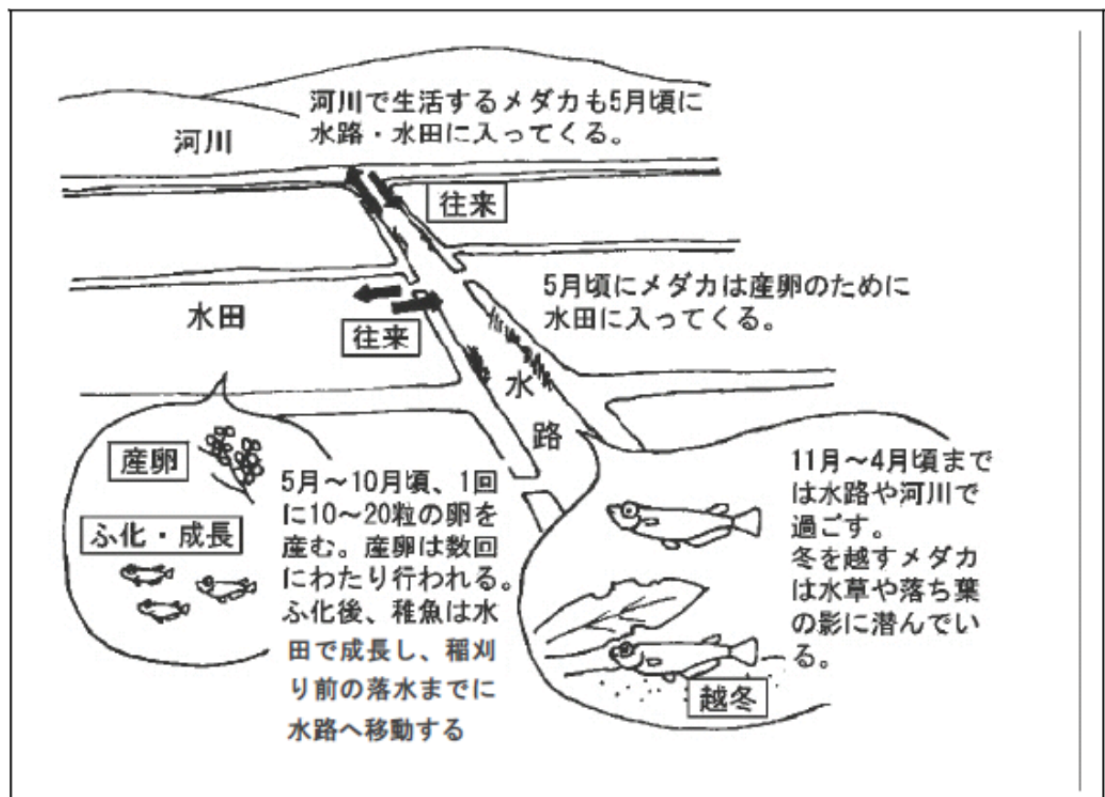 河川で生活するメダカも5月頃に
水路・水田に入ってくる。
河川
往来
5月頃にメダカは産卵のために
水田に入ってくる。
水田
往来
水
路
産卵
ふ化・成長
5月～10月頃、1回
に10～20粒の卵を
産む。産卵は数回
にわたり行われる。
ふ化後、稚魚は水
田で成長し、稲刈
り前の落水までに
水路へ移動する
11月～4月頃まで
は水路や河川で
過ごす。
冬を越すメダカ
は水草や落ち葉
の影に潜んでい
る。
越冬